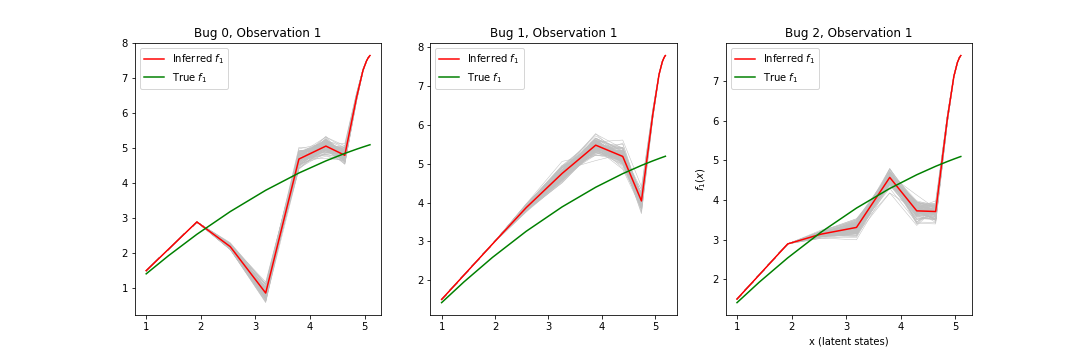 Bug 0, Observation 1
Inferred f₁
True f₁
8
7
6
5
4
3
2
1
1 2 3 4 5
Bug 1, Observation 1
Inferred f₁
True f₁
8
7
6
5
4
3
2
1 2 3 4 5
Bug 2, Observation 1
Inferred f₁
True f₁
f₁(x)
7
6
5
4
3
2
1 2 3 4 5
x (latent states)